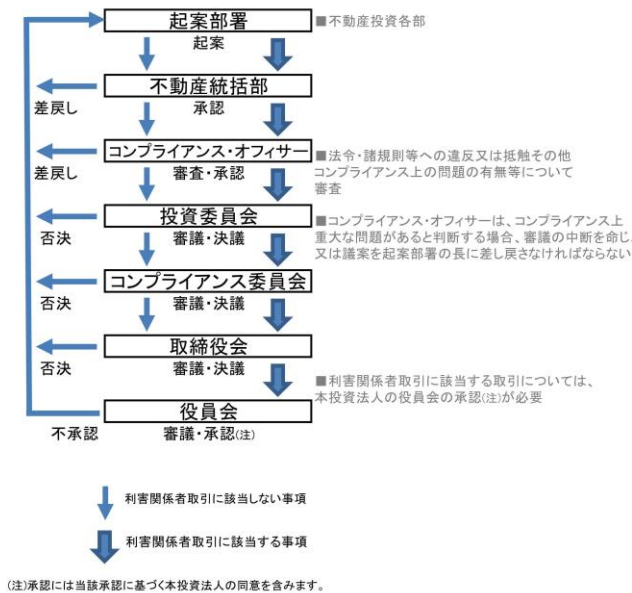 起案部署
■不動産投資各部
起案
不動産統括部
差戻し
承認
コンプライアンス・オフィサー
差戻し
審査・承認
■法令・諸規則等への違反又は抵触その他
コンプライアンス上の問題の有無等について
審査
投資委員会
否決
審議・決議
■コンプライアンス・オフィサーは、コンプライアンス上
重大な問題があると判断する場合、審議の中断を命じ、
又は議案を起案部署の長に差し戻さなければならない
コンプライアンス委員会
否決
審議・決議
取締役会
否決
審議・決議
■利害関係者取引に該当する取引については、
本投資法人の役員会の承認(注)が必要
役員会
不承認
審議・承認(注)
利害関係者取引に該当しない事項
利害関係者取引に該当する事項
(注)承認には当該承認に基づく本投資法人の同意を含みます。